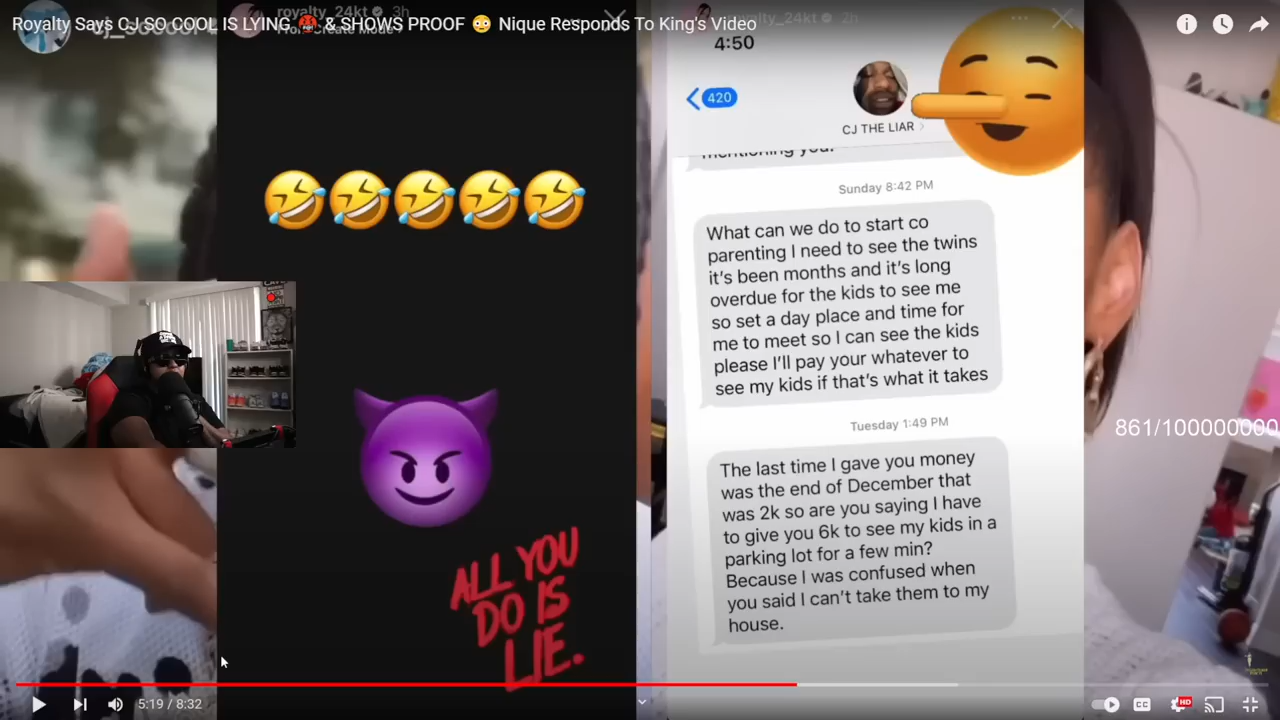 Royalty Says CJ SO COOL IS LYING 🤬 & SHOWS PROOF 😳 Nique Responds To King's Video
royalty_24kt 3h
royalty_24kt 2h
4:50
420
CJ THE LIAR
mentioning you.
Sunday 8:42 PM
What can we do to start co
parenting I need to see the twins
it's been months and it's long
overdue for the kids to see me
so set a day place and time for
me to meet so I can see the kids
please I'll pay your whatever to
see my kids if that's what it takes
Tuesday 1:49 PM
The last time I gave you money
was the end of December that
was 2k so are you saying I have
to give you 6k to see my kids in a
parking lot for a few min?
Because I was confused when
you said I can't take them to my
house.
ALL YOU
DO IS
LIE.
861/100000000
5:19 / 8:32
CC
HD